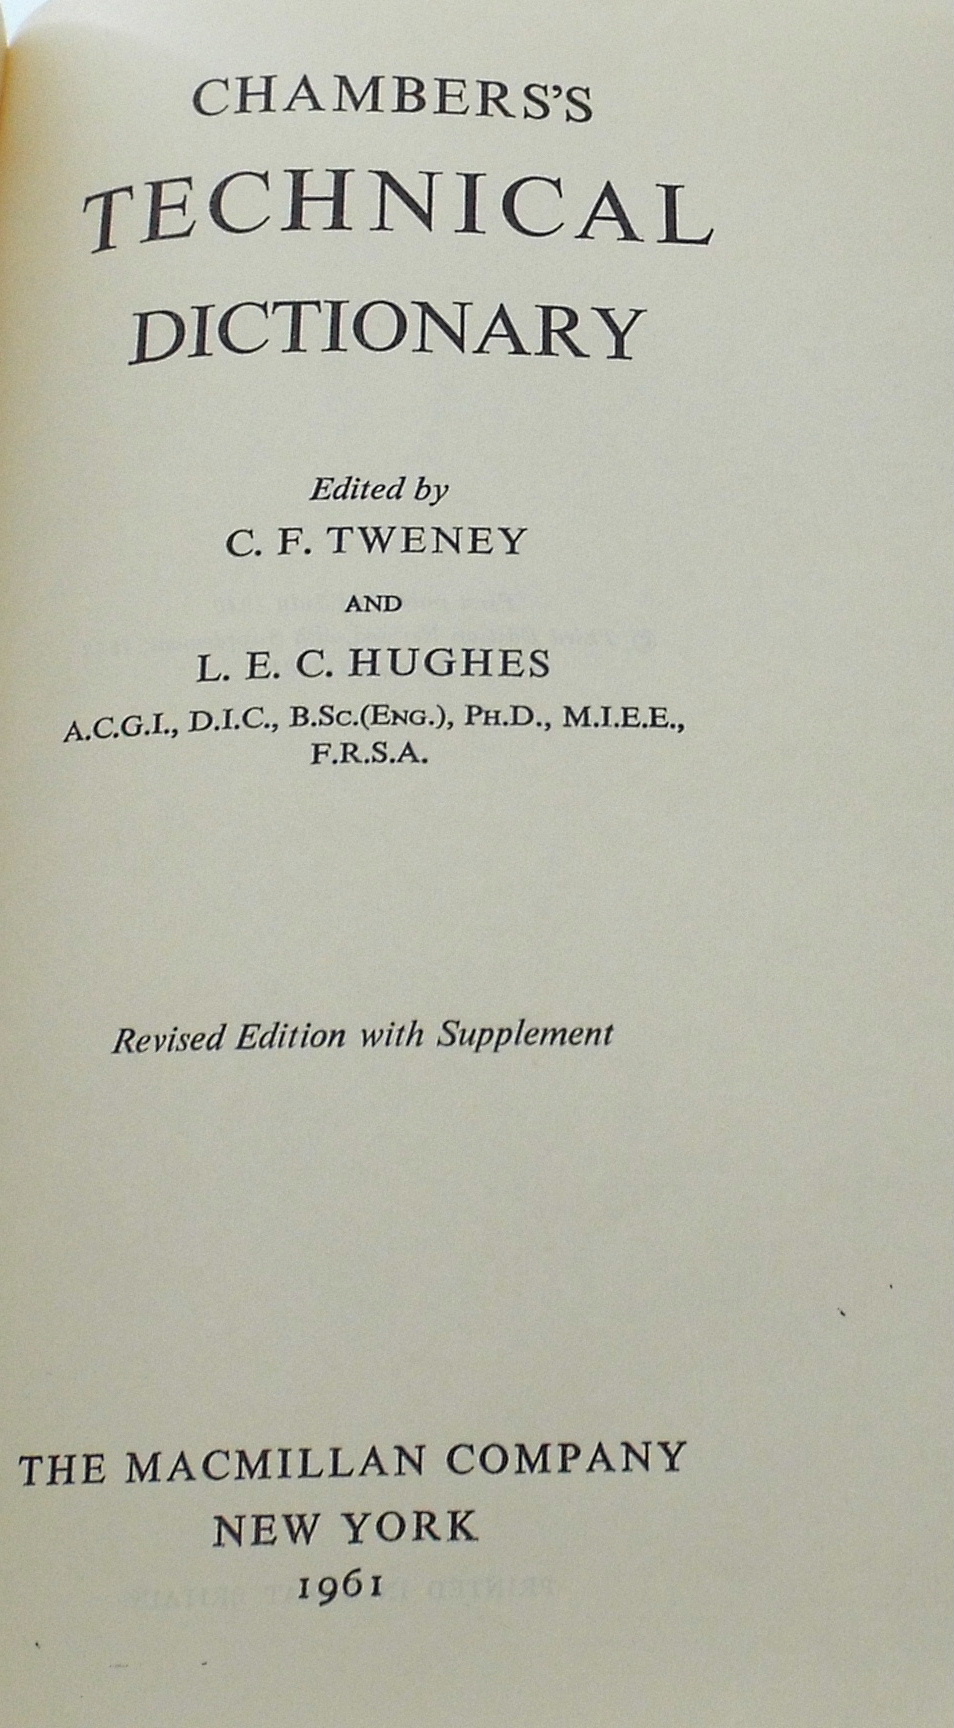 CHAMBERS'S
TECHNICAL
DICTIONARY
Edited by
C. F. TWENEY
AND
L. E. C. HUGHES
A.C.G.I., D.I.C., B.Sc.(Eng.), Ph.D., M.I.E.E.,
F.R.S.A.
Revised Edition with Supplement
THE MACMILLAN COMPANY
NEW YORK
1961